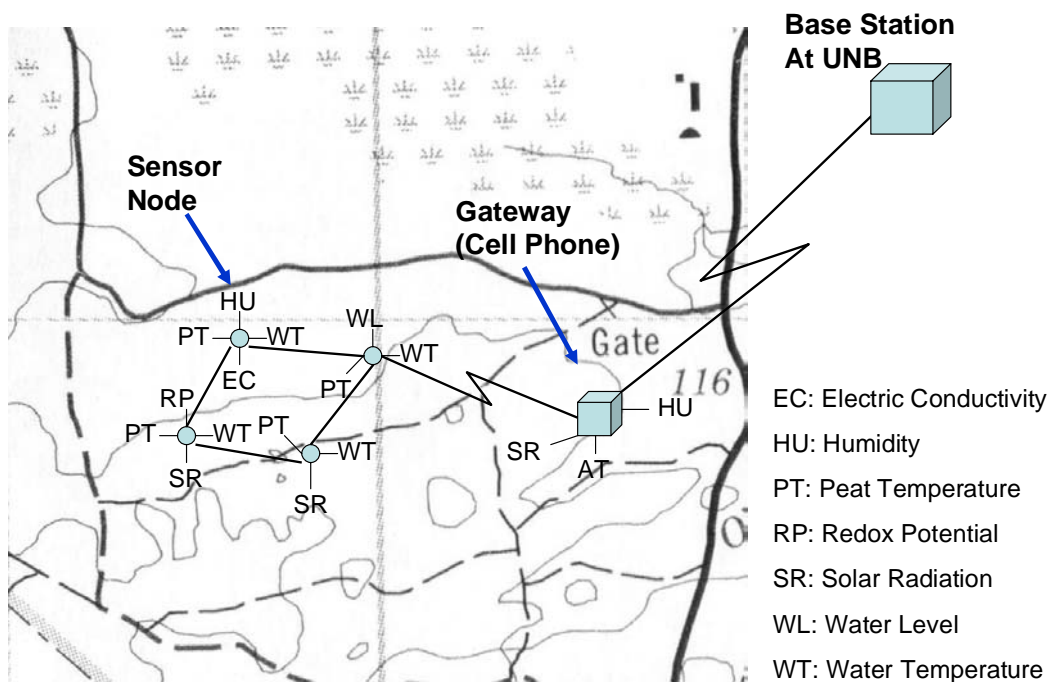 Base Station
At UNB
Sensor
Node
Gateway
(Cell Phone)
HU
PT
WT
EC
WL
WT
PT
Gate
116
RP
PT
WT
SR
PT
WT
SR
HU
SR
AT
EC: Electric Conductivity
HU: Humidity
PT: Peat Temperature
RP: Redox Potential
SR: Solar Radiation
WL: Water Level
WT: Water Temperature